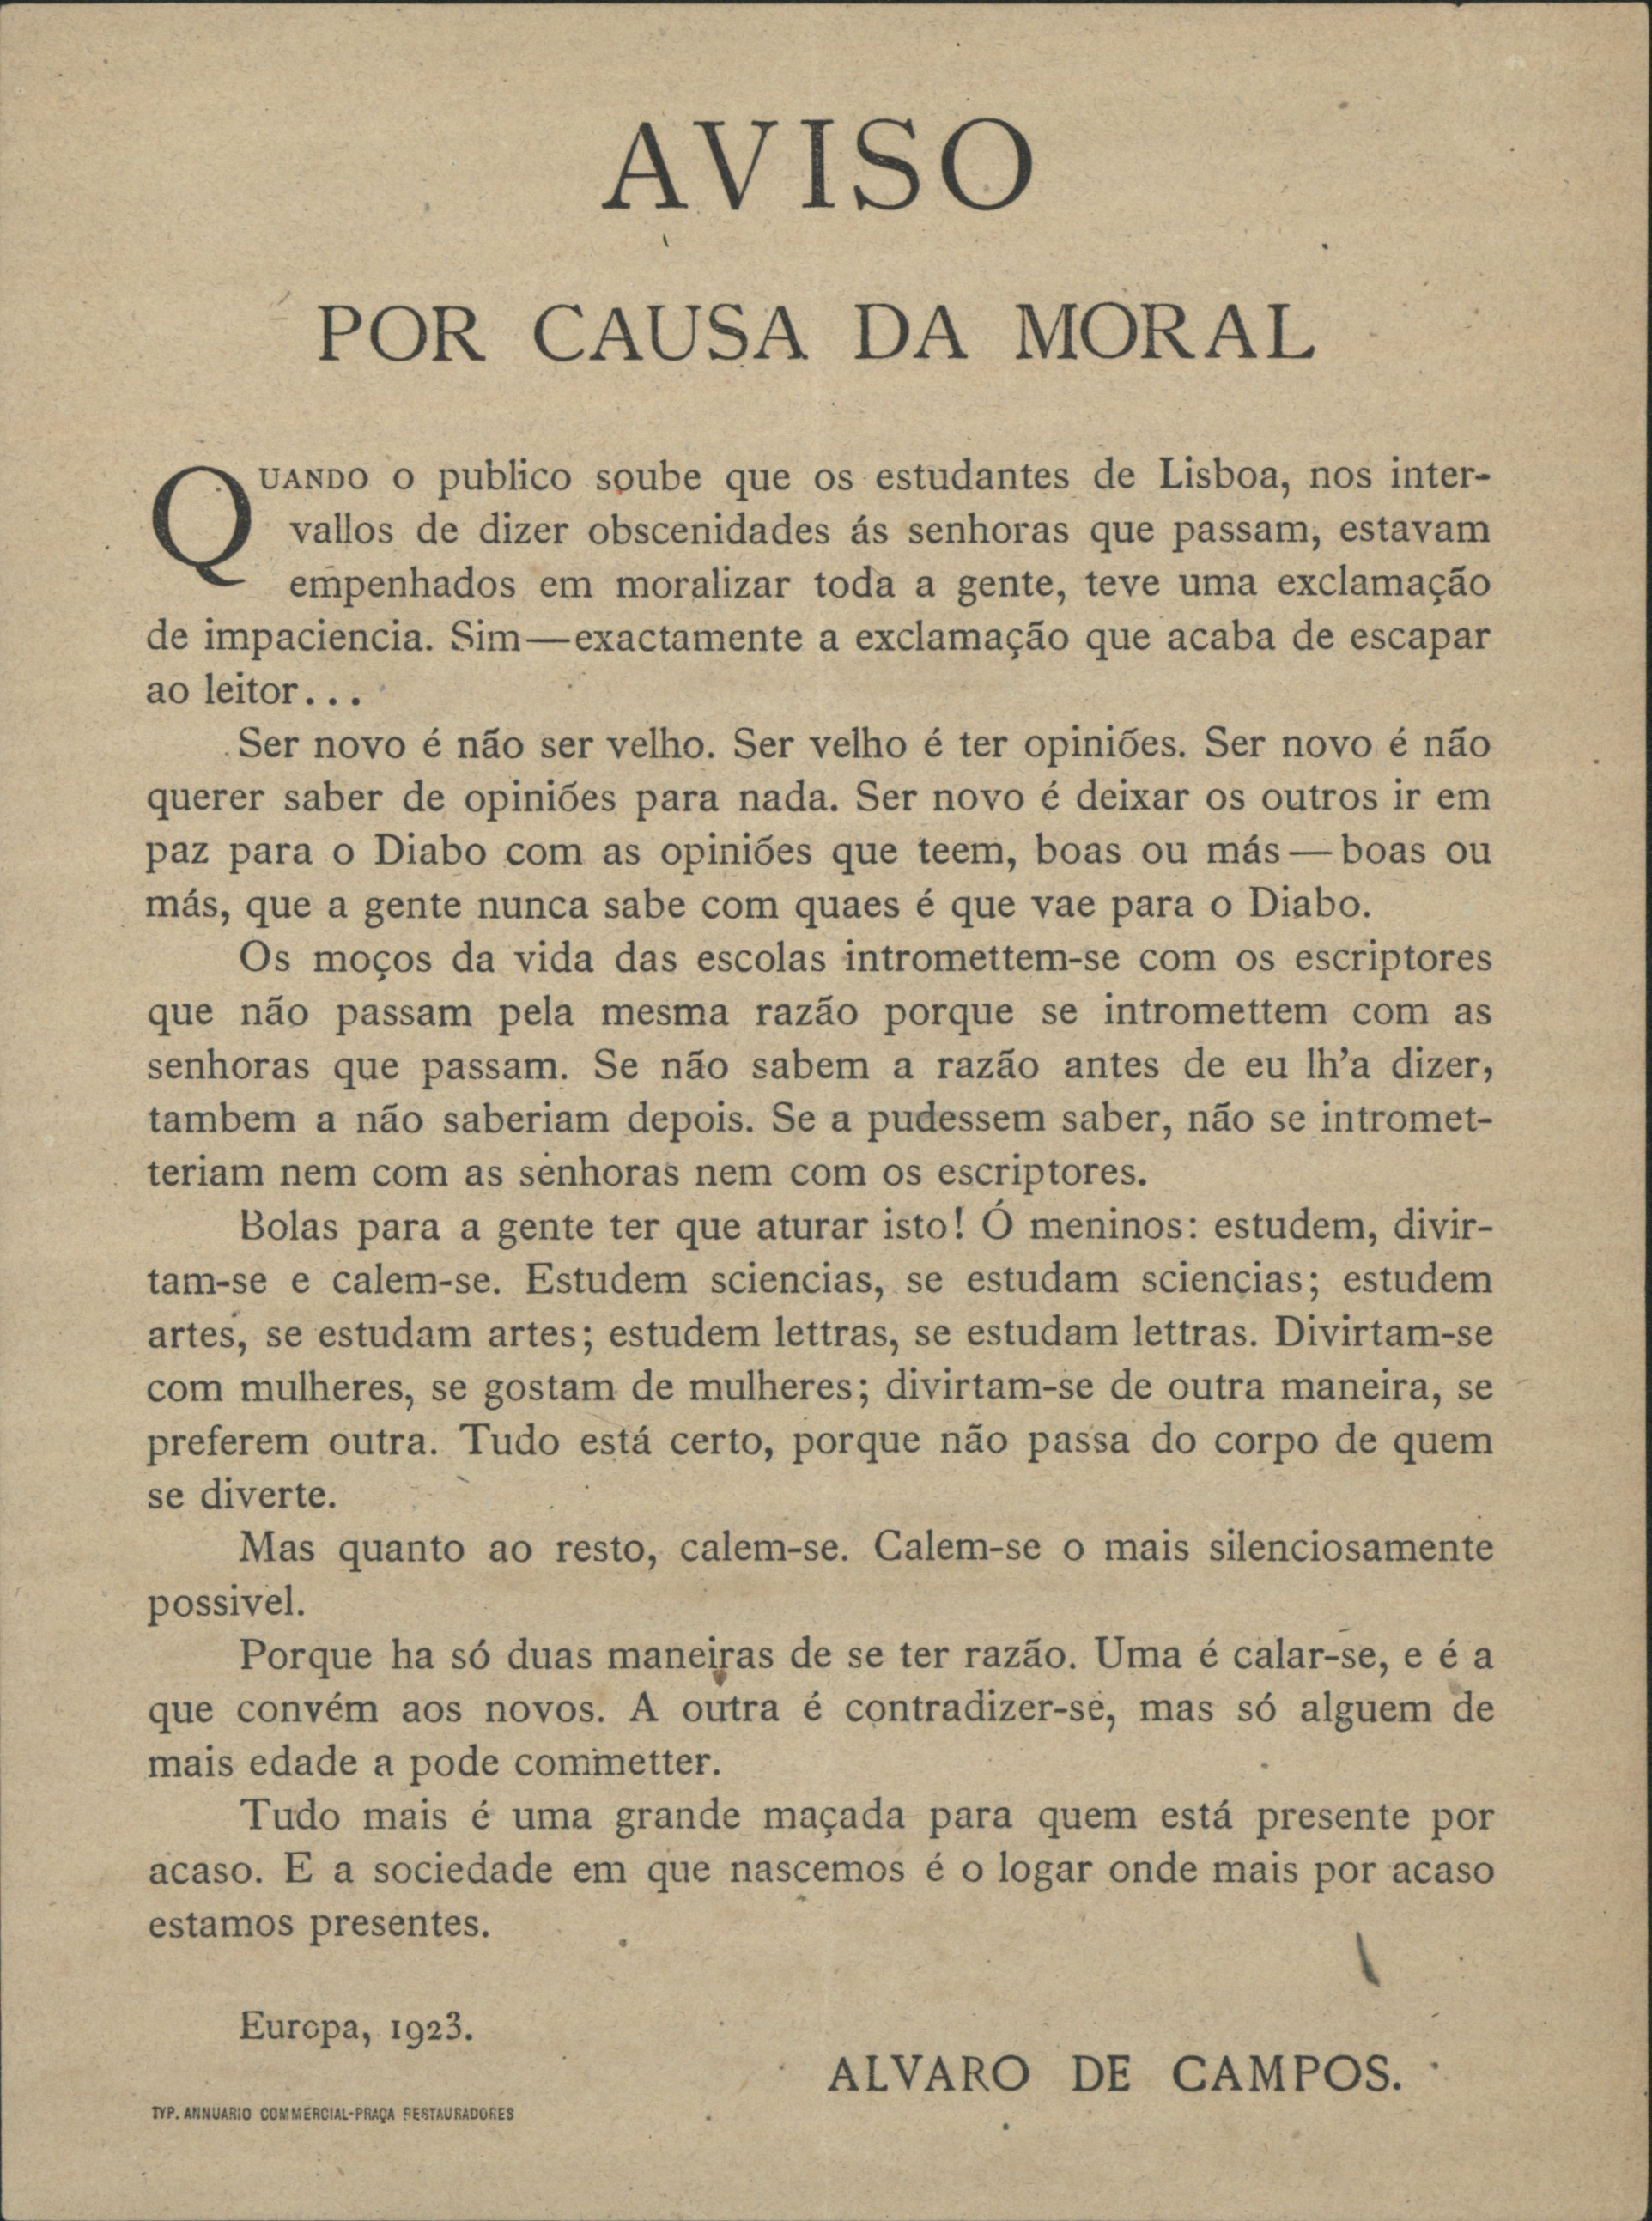 AVISO
POR CAUSA DA MORAL
QUANDO o publico soube que os estudantes de Lisboa, nos inter-
vallos de dizer obscenidades ás senhoras que passam, estavam
empenhados em moralizar toda a gente, teve uma exclamação
de impaciencia. Sim—exactamente a exclamação que acaba de escapar
ao leitor...
Ser novo é não ser velho. Ser velho é ter opiniões. Ser novo é não
querer saber de opiniões para nada. Ser novo é deixar os outros ir em
paz para o Diabo com as opiniões que teem, boas ou más—boas ou
más, que a gente nunca sabe com quaes é que vae para o Diabo.
Os moços da vida das escolas intromettem-se com os escriptores
que não passam pela mesma razão porque se intromettem com as
senhoras que passam. Se não sabem a razão antes de eu lh'a dizer,
tambem a não saberiam depois. Se a pudessem saber, não se intromet-
teriam nem com as senhoras nem com os escriptores.
Bolas para a gente ter que aturar isto! Ó meninos: estudem, divir-
tam-se e calem-se. Estudem sciencias, se estudam sciencias; estudem
artes, se estudam artes; estudem lettras, se estudam lettras. Divirtam-se
com mulheres, se gostam de mulheres; divirtam-se de outra maneira, se
preferem outra. Tudo está certo, porque não passa do corpo de quem
se diverte.
Mas quanto ao resto, calem-se. Calem-se o mais silenciosamente
possivel.
Porque ha só duas maneiras de se ter razão. Uma é calar-se, e é a
que convém aos novos. A outra é contradizer-se, mas só alguem de
mais edade a pode commetter.
Tudo mais é uma grande maçada para quem está presente por
acaso. E a sociedade em que nascemos é o logar onde mais por acaso
estamos presentes.
Europa, 1923.
ALVARO DE CAMPOS.
TYP. ANNUARIO COMMERCIAL-PRAÇA RESTAURADORES